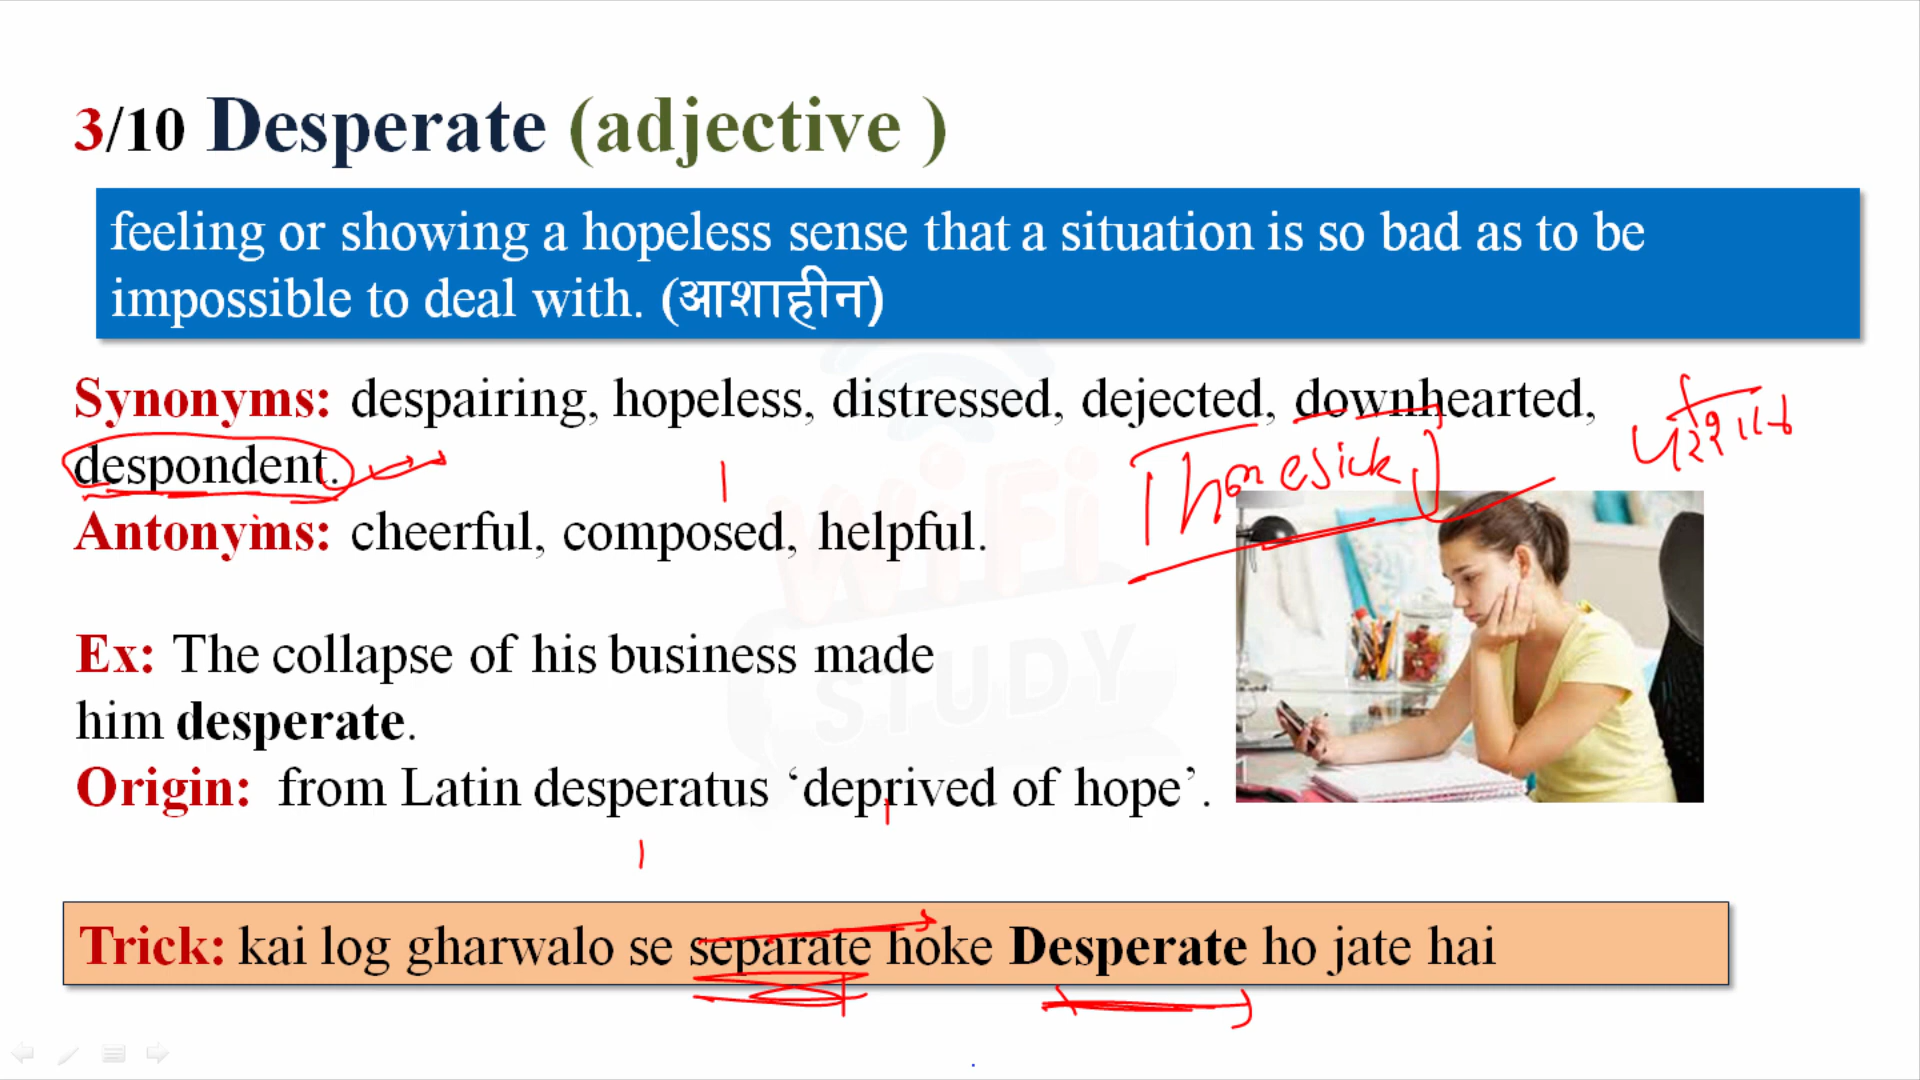 3/10 Desperate (adjective )
feeling or showing a hopeless sense that a situation is so bad as to be
impossible to deal with. (आशाहीन)
Synonyms: despairing, hopeless, distressed, dejected, downhearted,
despondent.
homesick
Antonyms: cheerful, composed, helpful.
WiFi
STUDY
Ex: The collapse of his business made
him desperate.
Origin: from Latin desperatus ‘deprived of hope’.
Trick: kai log gharwalo se separate hoke Desperate ho jate hai